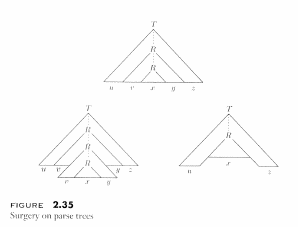 T
R
R
u v x y z
T T
R R
R
R
u v y z
v x y
x
u z
FIGURE 2.35
Surgery on parse trees